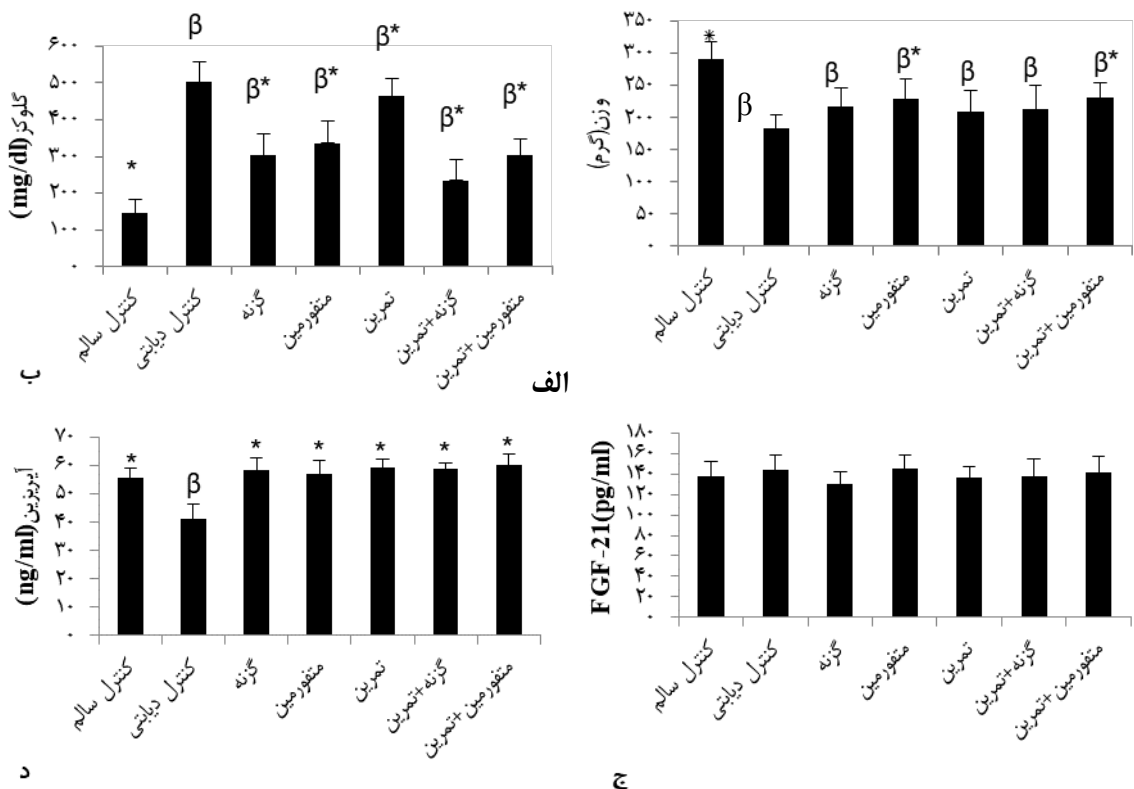 ۳۵۰
۳۰۰
۲۵۰
۲۰۰
۱۵۰
۱۰۰
۵۰
۰
وزن(گرم)
*
β
β
β*
β
β
β*
کنترل سالم
کنترل دیابتی
گزنه
متفورمین
تمرین
گزنه+تمرین
متفورمین+تمرین
الف
۶۰۰
۵۰۰
۴۰۰
۳۰۰
۲۰۰
۱۰۰
۰
گلوکز(mg/dl)
*
β
β*
β*
β*
β*
β*
کنترل سالم
کنترل دیابتی
گزنه
متفورمین
تمرین
گزنه+تمرین
متفورمین+تمرین
ب
۱۸۰
۱۶۰
۱۴۰
۱۲۰
۱۰۰
۸۰
۶۰
۴۰
۲۰
۰
FGF-21(pg/ml)
کنترل سالم
کنترل دیابتی
گزنه
متفورمین
تمرین
گزنه+تمرین
متفورمین+تمرین
ج
۷۰
۶۰
۵۰
۴۰
۳۰
۲۰
۱۰
۰
آیریزین(ng/ml)
*
β
*
*
*
*
*
کنترل سالم
کنترل دیابتی
گزنه
متفورمین
تمرین
گزنه+تمرین
متفورمین+تمرین
د